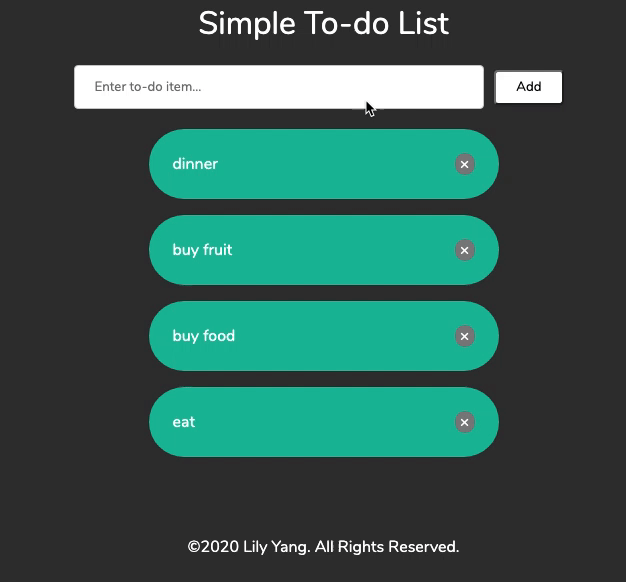 Simple To-do List
Enter to-do item...
Add
dinner
buy fruit
buy food
eat
©2020 Lily Yang. All Rights Reserved.